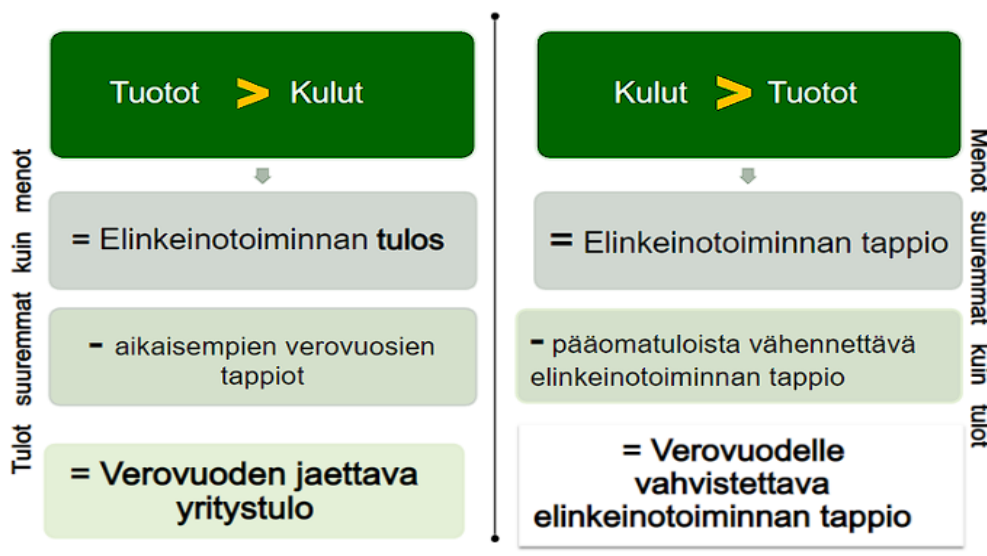 Tuotot > Kulut
= Elinkeinotoiminnan tulos
- aikaisempien verovuosien
tappiot
= Verovuoden jaettava
yritystulo
Tulot suuremmat kuin menot
Kulut > Tuotot
= Elinkeinotoiminnan tappio
- pääomatuloista vähennettävä
elinkeinotoiminnan tappio
= Verovuodelle
vahvistettava
elinkeinotoiminnan tappio
Menot suuremmat kuin tulot